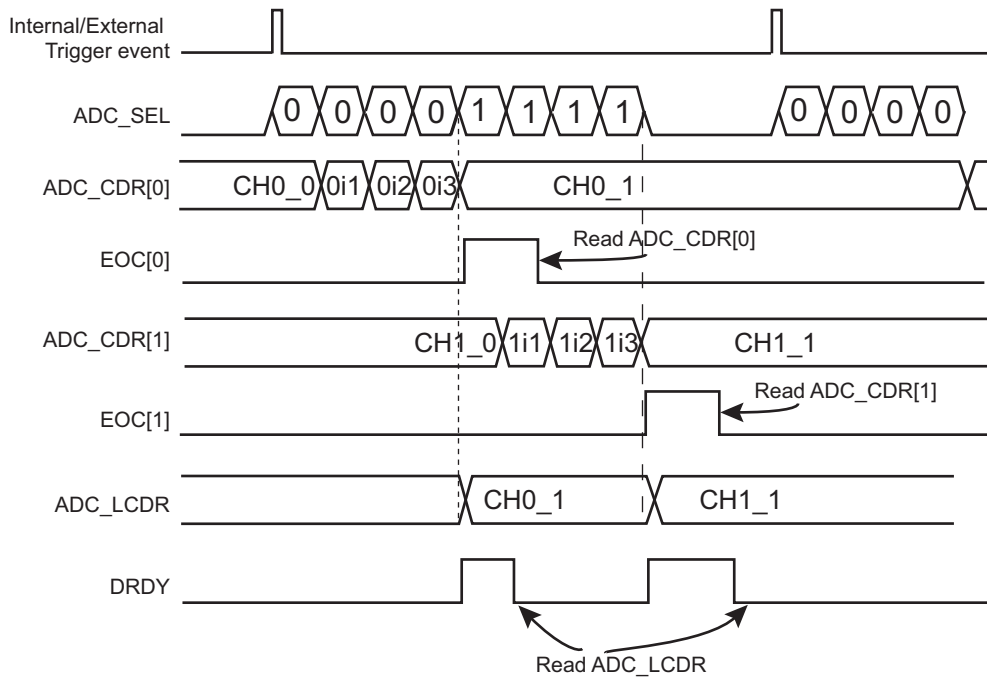 Internal/External
Trigger event
ADC_SEL 0 0 0 0 1 1 1 1 0 0 0 0
ADC_CDR[0] CH0_0 0i1 0i2 0i3 CH0_1
EOC[0] Read ADC_CDR[0]
ADC_CDR[1] CH1_0 1i1 1i2 1i3 CH1_1
EOC[1] Read ADC_CDR[1]
ADC_LCDR CH0_1 CH1_1
DRDY
Read ADC_LCDR